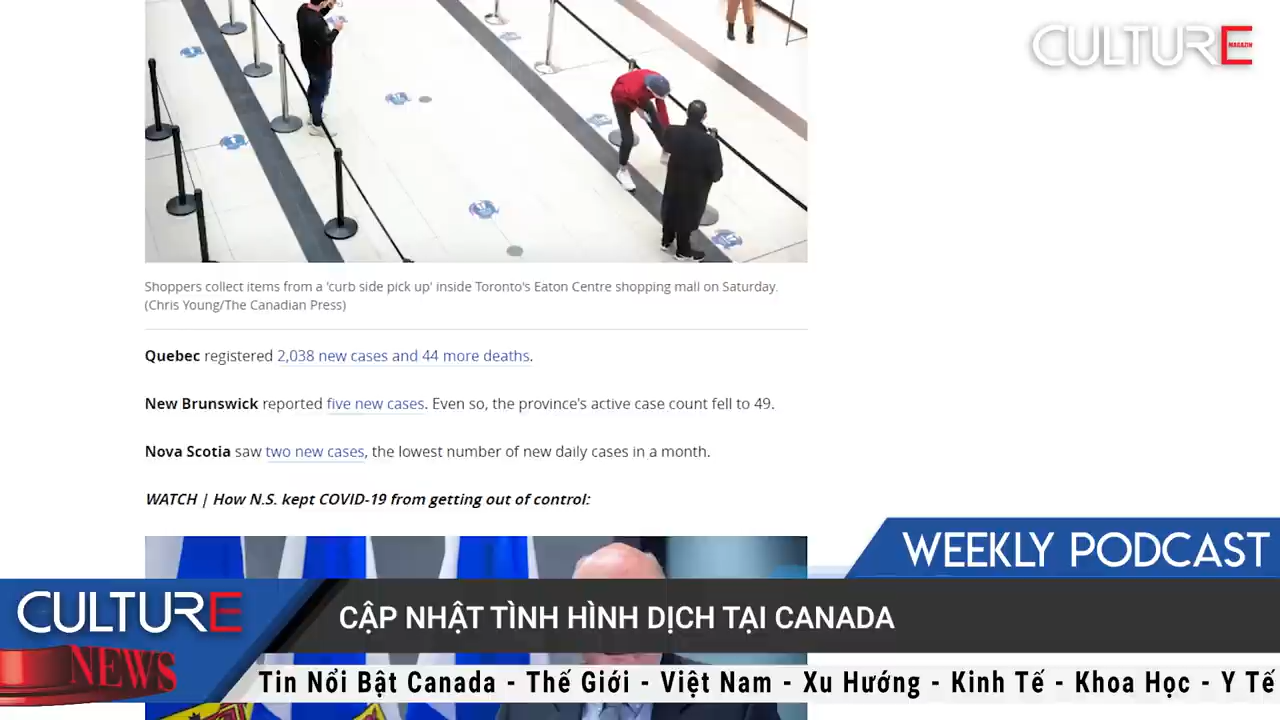 CULTURE
MAGAZIN
Shoppers collect items from a 'curb side pick up' inside Toronto's Eaton Centre shopping mall on Saturday.
(Chris Young/The Canadian Press)
Quebec registered 2,038 new cases and 44 more deaths.
New Brunswick reported five new cases. Even so, the province's active case count fell to 49.
Nova Scotia saw two new cases, the lowest number of new daily cases in a month.
WATCH | How N.S. kept COVID-19 from getting out of control:
WEEKLY PODCAST
CULTURE
NEWS
CẬP NHẬT TÌNH HÌNH DỊCH TẠI CANADA
Tin Nổi Bật Canada - Thế Giới - Việt Nam - Xu Hướng - Kinh Tế - Khoa Học - Y Tế